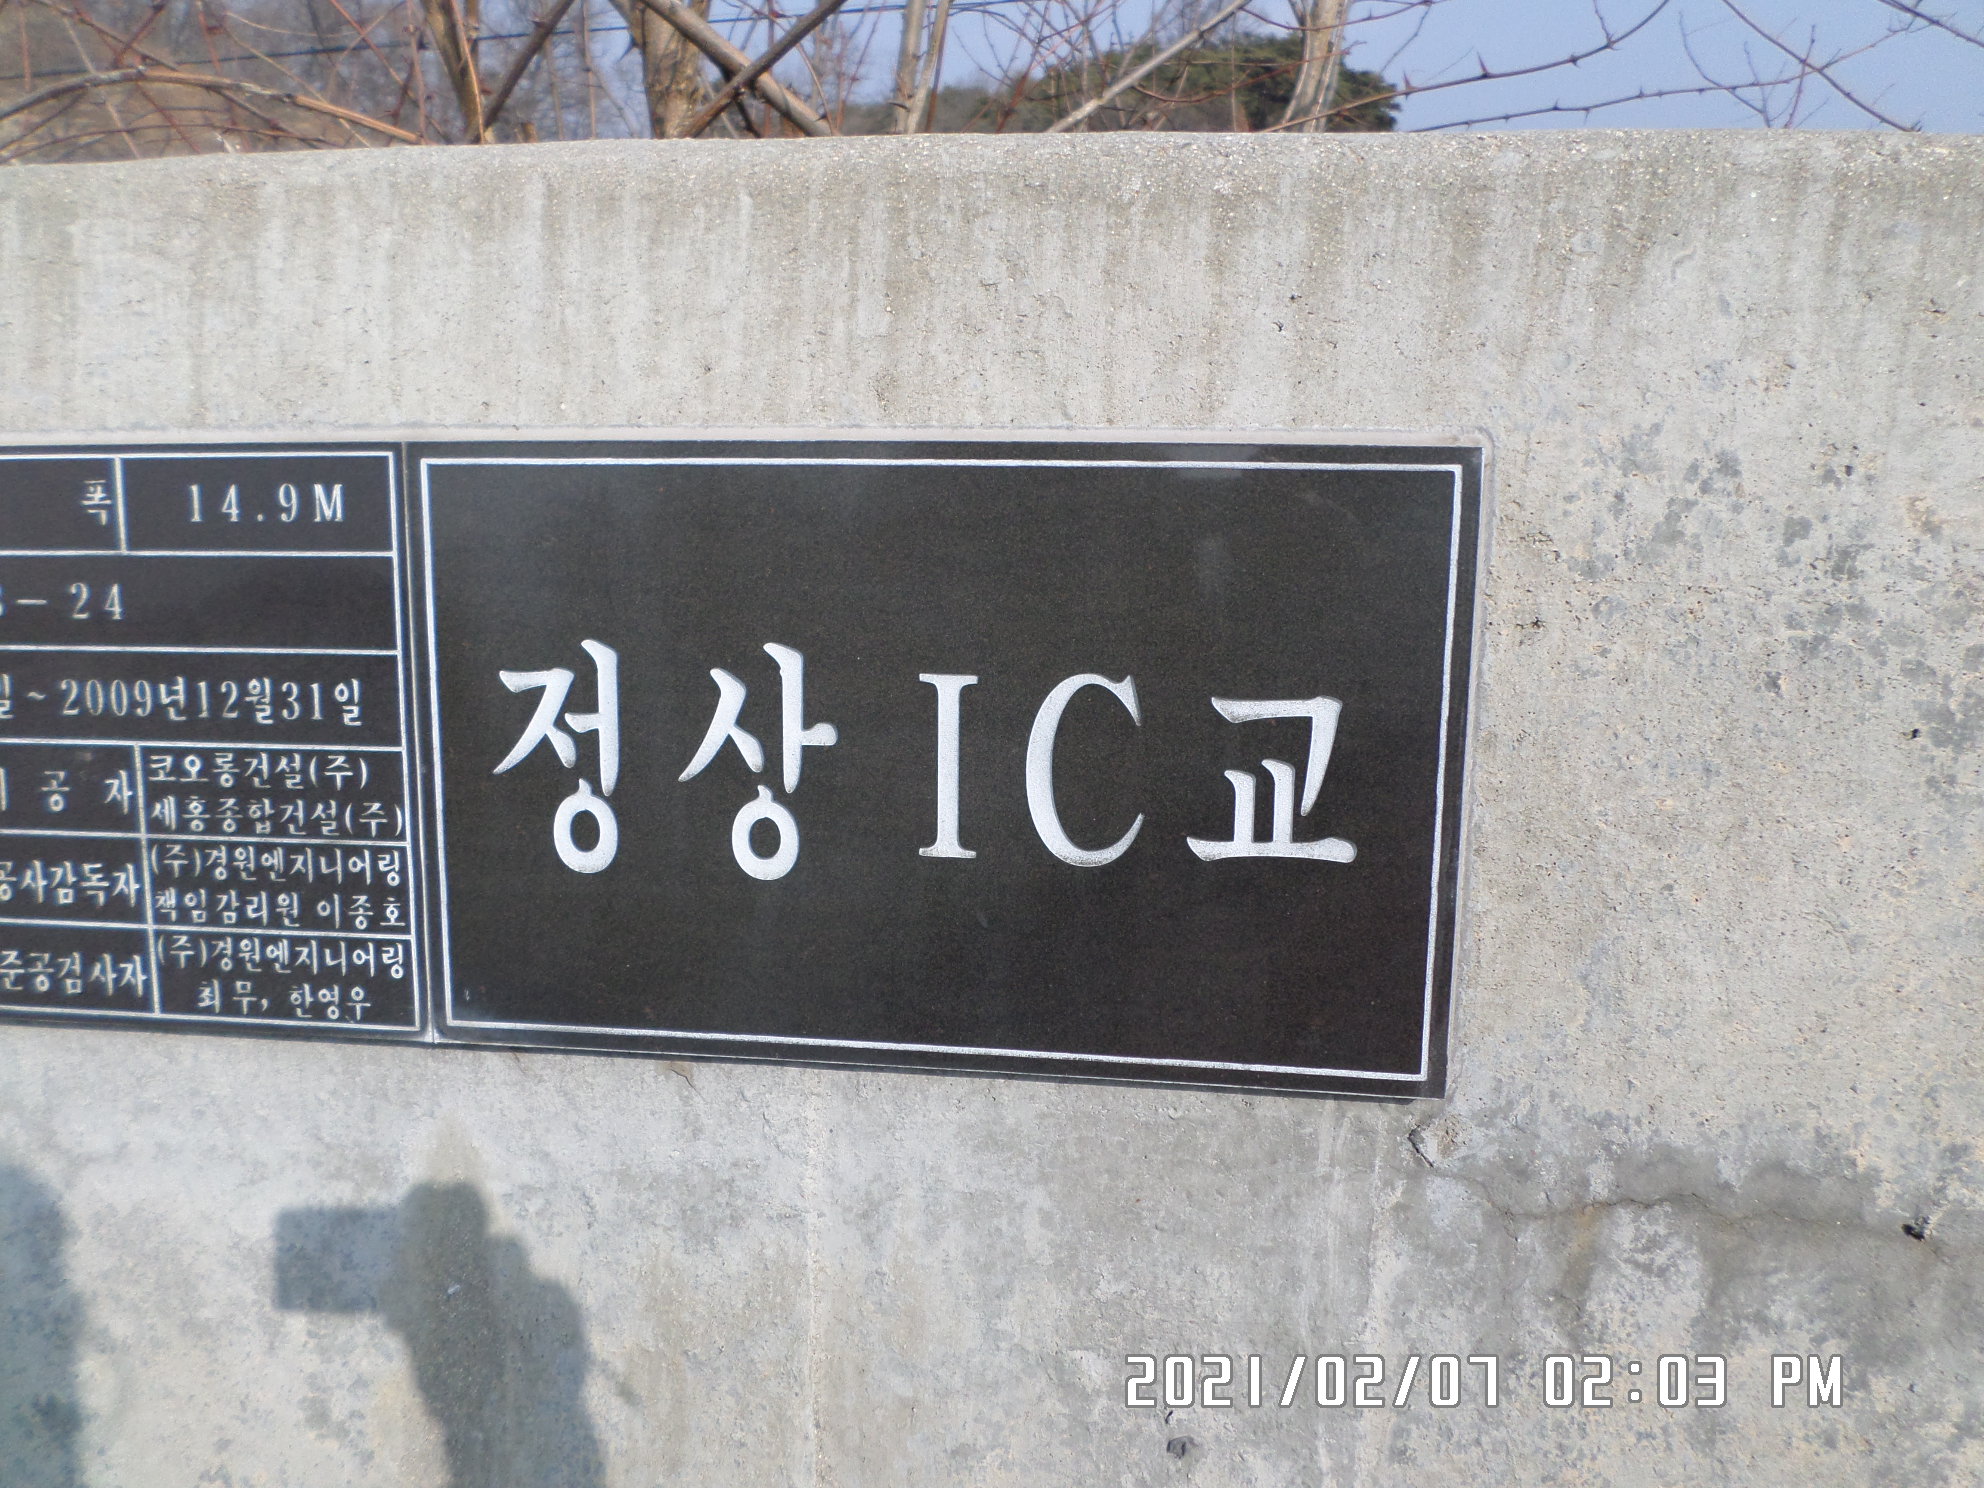 폭 14.9M
- 24
일~2009년12월31일
공 자 코오롱건설(주)
세홍종합건설(주)
공사감독자 (주)경원엔지니어링
책임감리원 이종호
준공검사자 (주)경원엔지니어링
최무, 한영우
정상 IC교
2021/02/07 02:03 PM